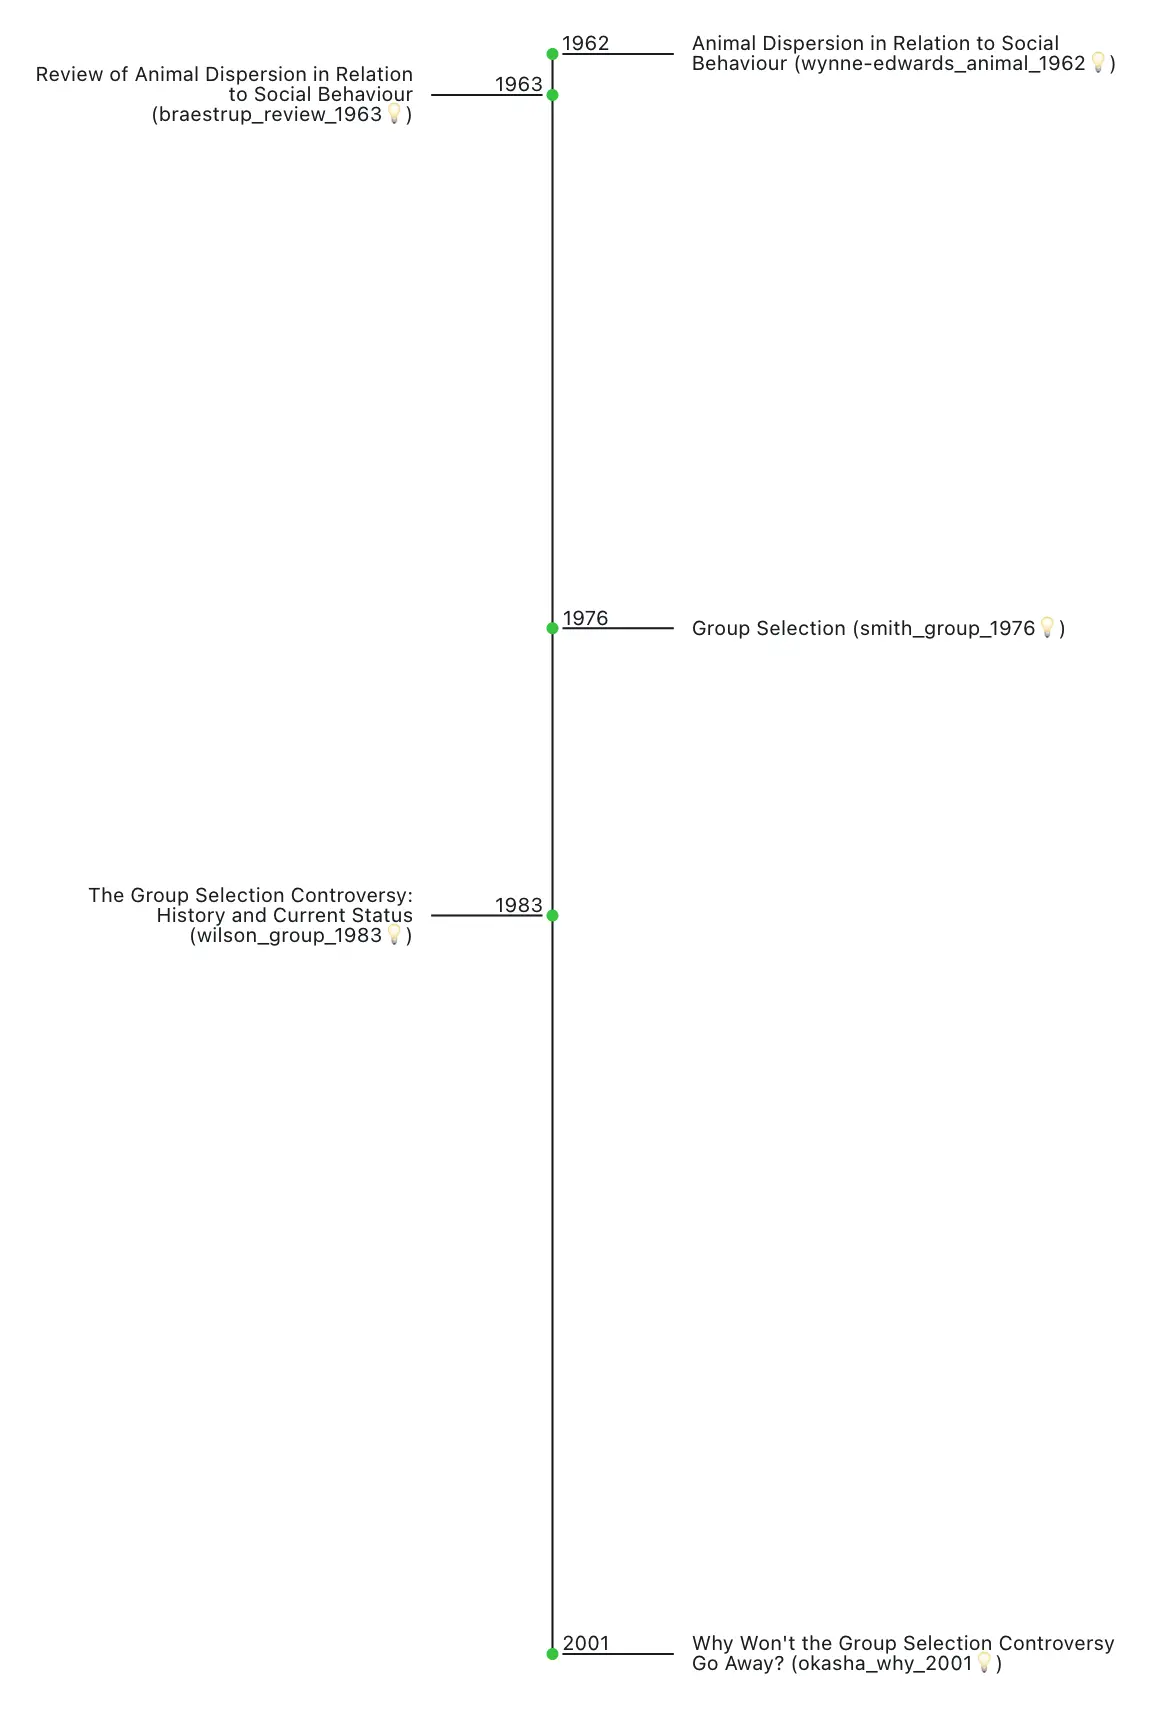 1962
Animal Dispersion in Relation to Social
Behaviour (wynne-edwards_animal_1962💡)
1963
Review of Animal Dispersion in Relation
to Social Behaviour
(braestrup_review_1963💡)
1976
Group Selection (smith_group_1976💡)
1983
The Group Selection Controversy:
History and Current Status
(wilson_group_1983💡)
2001
Why Won't the Group Selection Controversy
Go Away? (okasha_why_2001💡)